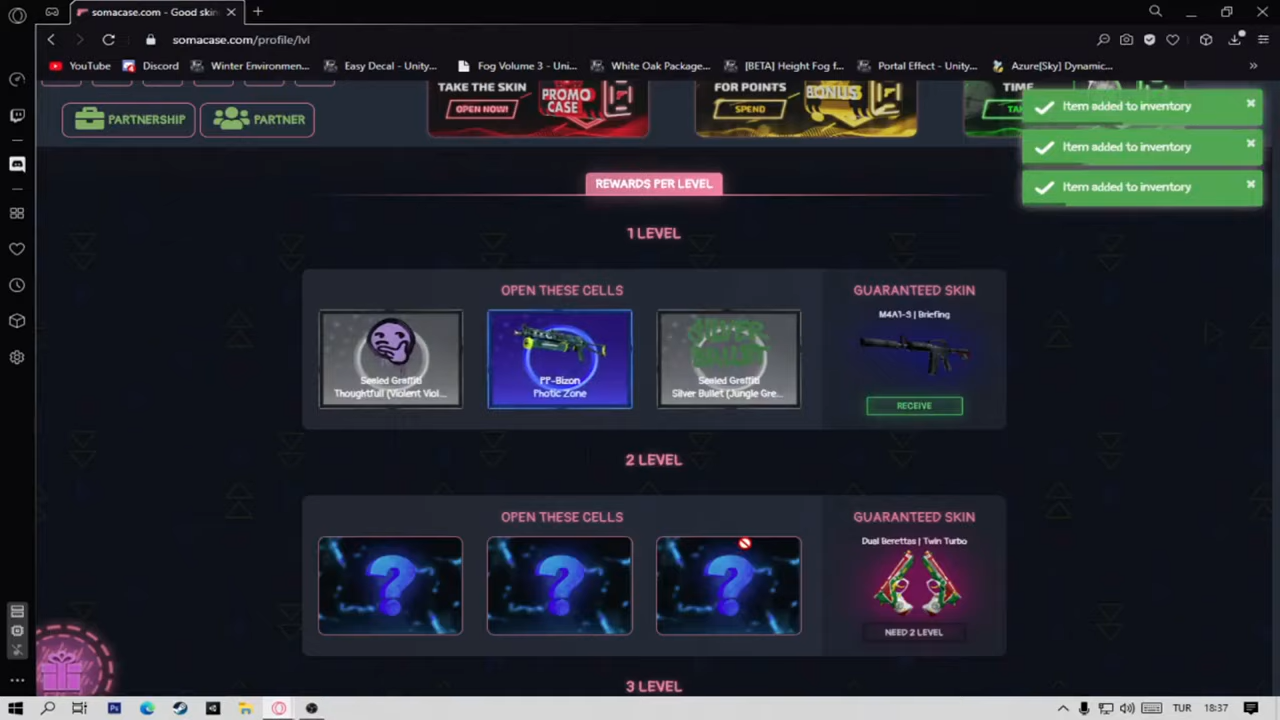 somacase.com - Good skin
somacase.com/profile/lvl
YouTube
Discord
Winter Environmen...
Easy Decal - Unity...
Fog Volume 3 - Uni...
White Oak Package...
[BETA] Height Fog f...
Portal Effect - Unity...
Azure[Sky] Dynamic...
»
TAKE THE SKIN
OPEN NOW!
PROMO
CASE
FOR POINTS
SPEND
BONUS
TIME
PARTNERSHIP
PARTNER
Item added to inventory
Item added to inventory
Item added to inventory
REWARDS PER LEVEL
1 LEVEL
OPEN THESE CELLS
Sealed Graffiti
Thoughtfull (Violent Viol...
PP-Bizon
Photic Zone
SILVER
BULLET
Sealed Graffiti
Silver Bullet (Jungle Gre...
GUARANTEED SKIN
M4A1-S | Briefing
RECEIVE
2 LEVEL
OPEN THESE CELLS
?
?
?
GUARANTEED SKIN
Dual Berettas | Twin Turbo
NEED 2 LEVEL
3 LEVEL
Ps
TUR
18:37